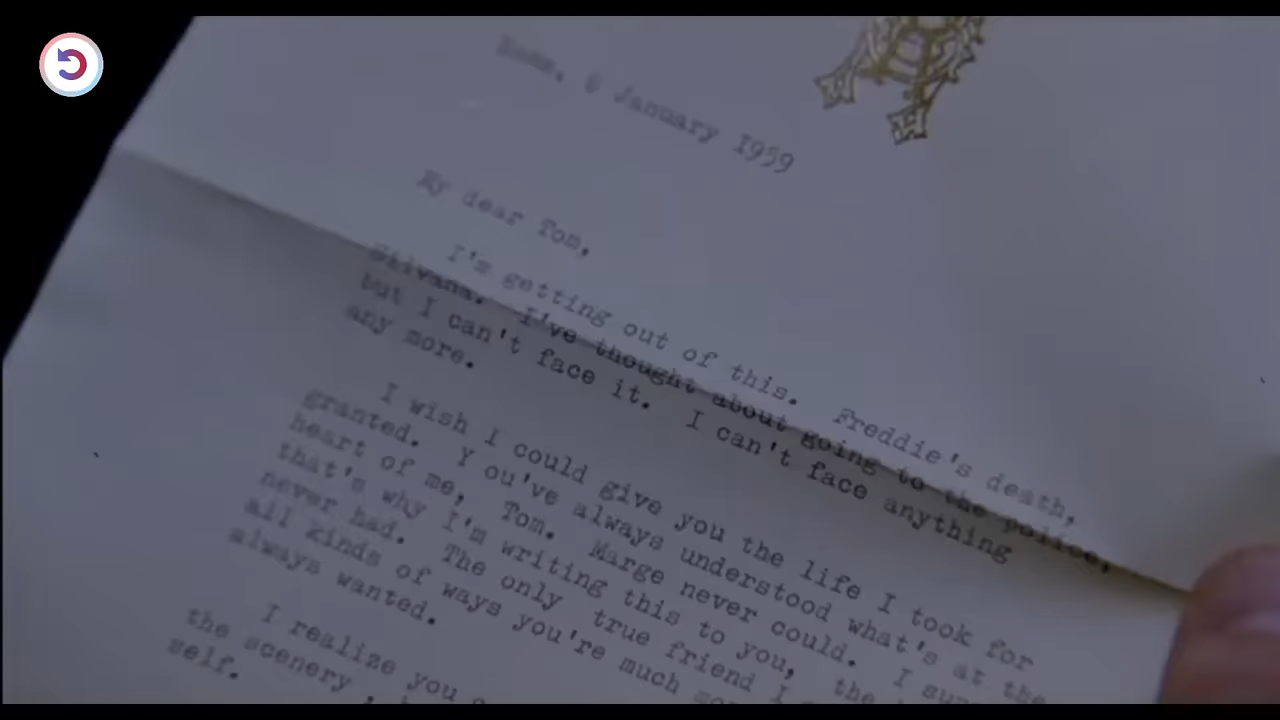 Rome, 6 January 1959
My dear Tom,
I'm getting out of this. Freddie's death,
Silvana. I've thought about going to the police,
but I can't face it. I can't face anything
any more.
I wish I could give you the life I took for
granted. Y ou've always understood what's at the
heart of me, Tom. Marge never could. I
that's why I'm writing this to you, the
never had. The only true friend I
all kinds of ways you're much
always wanted.
I realize you
the scenery,
self.